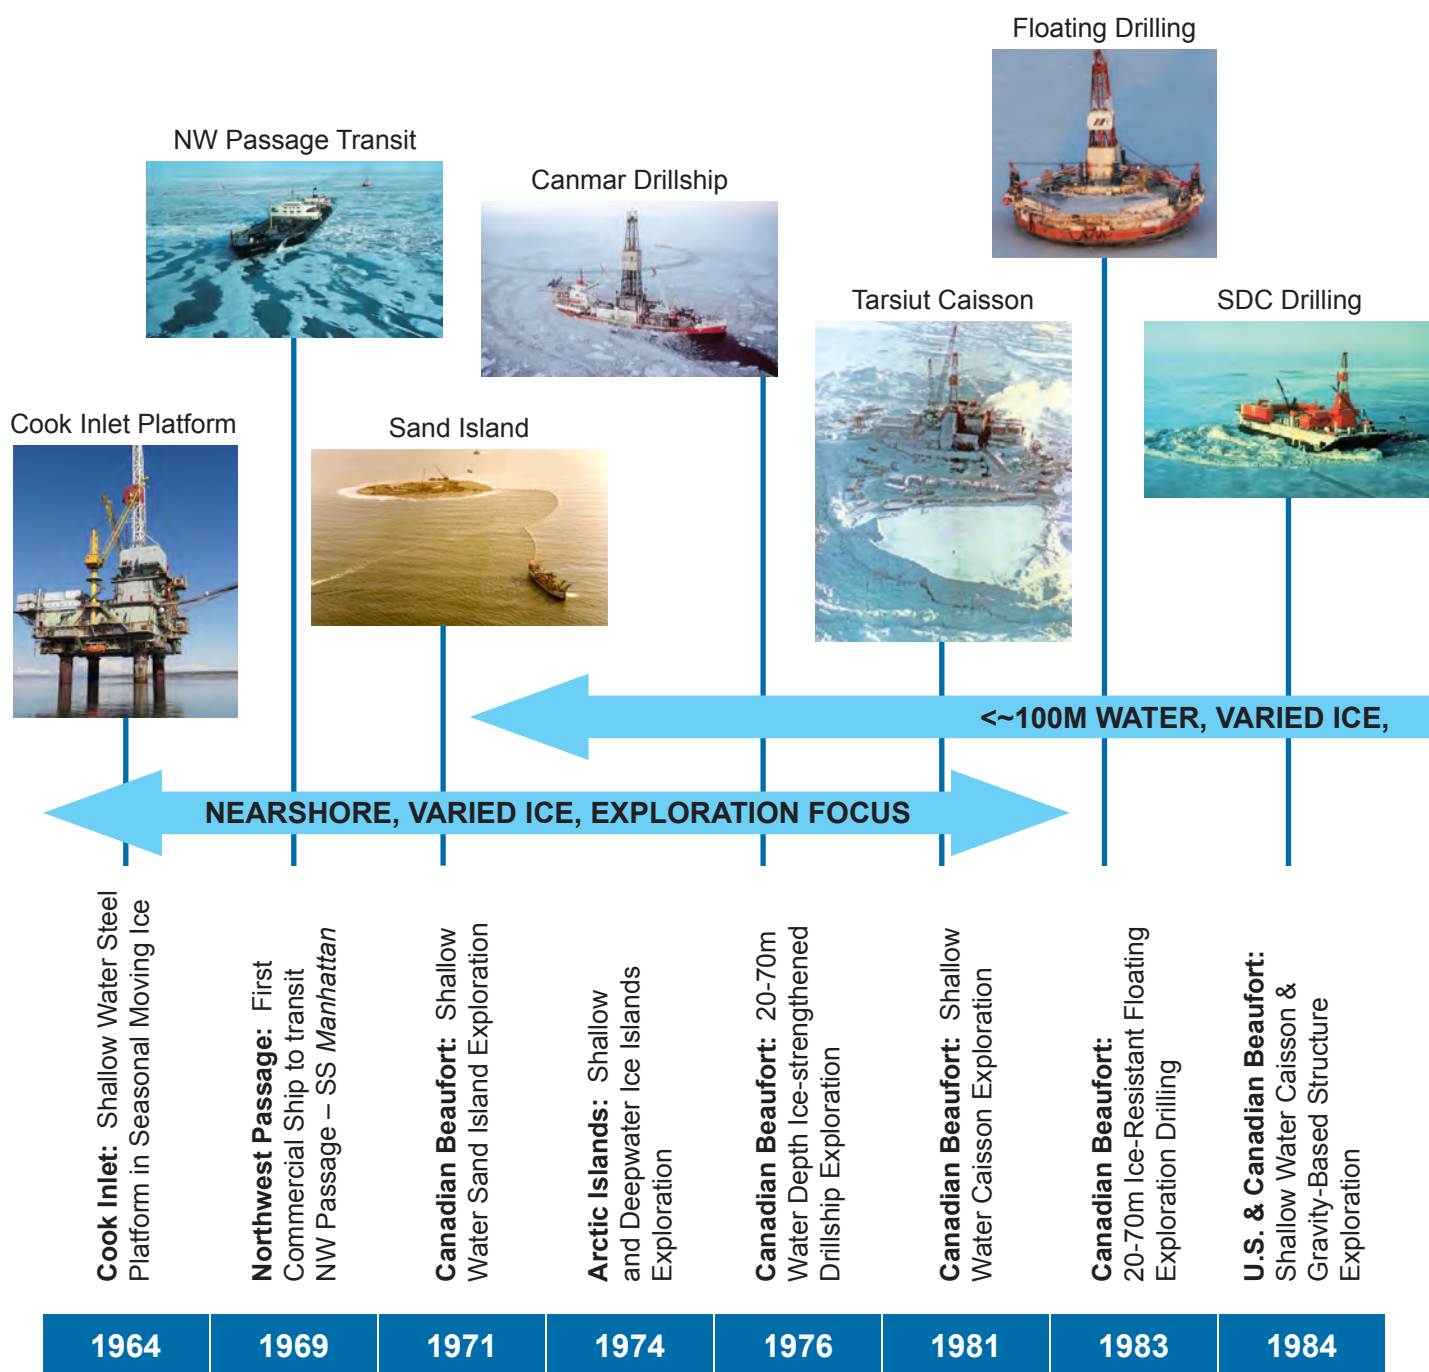 Floating Drilling
NW Passage Transit
Canmar Drillship
Tarsiut Caisson
SDC Drilling
Cook Inlet Platform
Sand Island
<~100M WATER, VARIED ICE,
NEARSHORE, VARIED ICE, EXPLORATION FOCUS
Cook Inlet: Shallow Water Steel
Platform in Seasonal Moving Ice
Northwest Passage: First
Commercial Ship to transit
NW Passage – SS Manhattan
Canadian Beaufort: Shallow
Water Sand Island Exploration
Arctic Islands: Shallow
and Deepwater Ice Islands
Exploration
Canadian Beaufort: 20-70m
Water Depth Ice-strengthened
Drillship Exploration
Canadian Beaufort: Shallow
Water Caisson Exploration
Canadian Beaufort:
20-70m Ice-Resistant Floating
Exploration Drilling
U.S. & Canadian Beaufort:
Shallow Water Caisson &
Gravity-Based Structure
Exploration
1964
1969
1971
1974
1976
1981
1983
1984